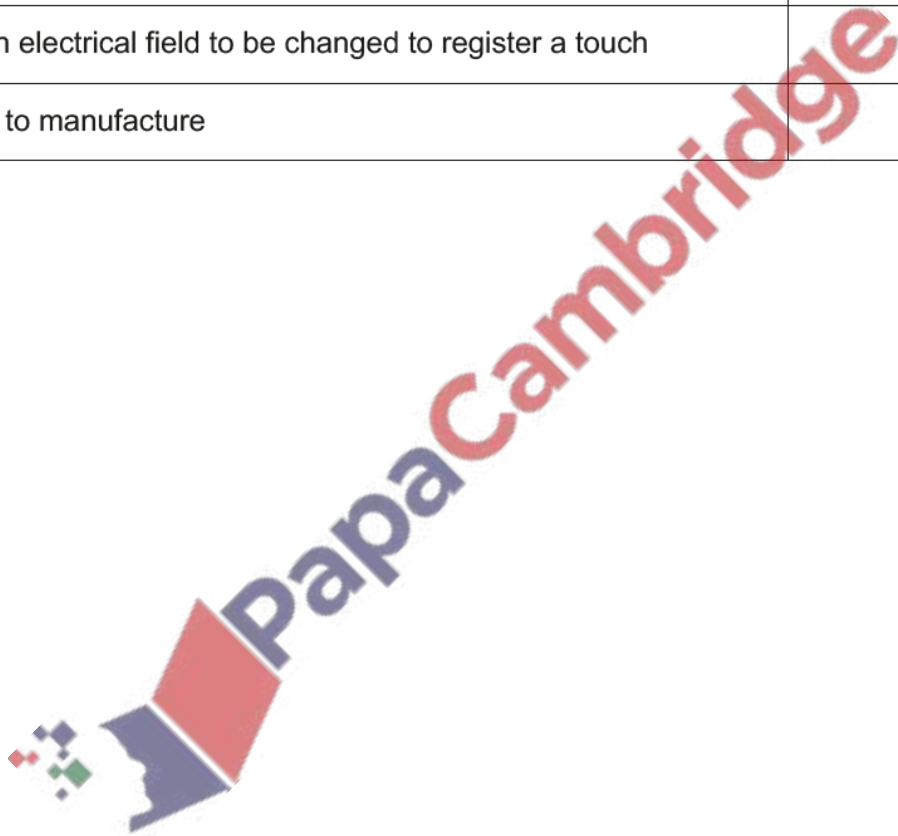 n electrical field to be changed to register a touch
to manufacture
PapaCambridge